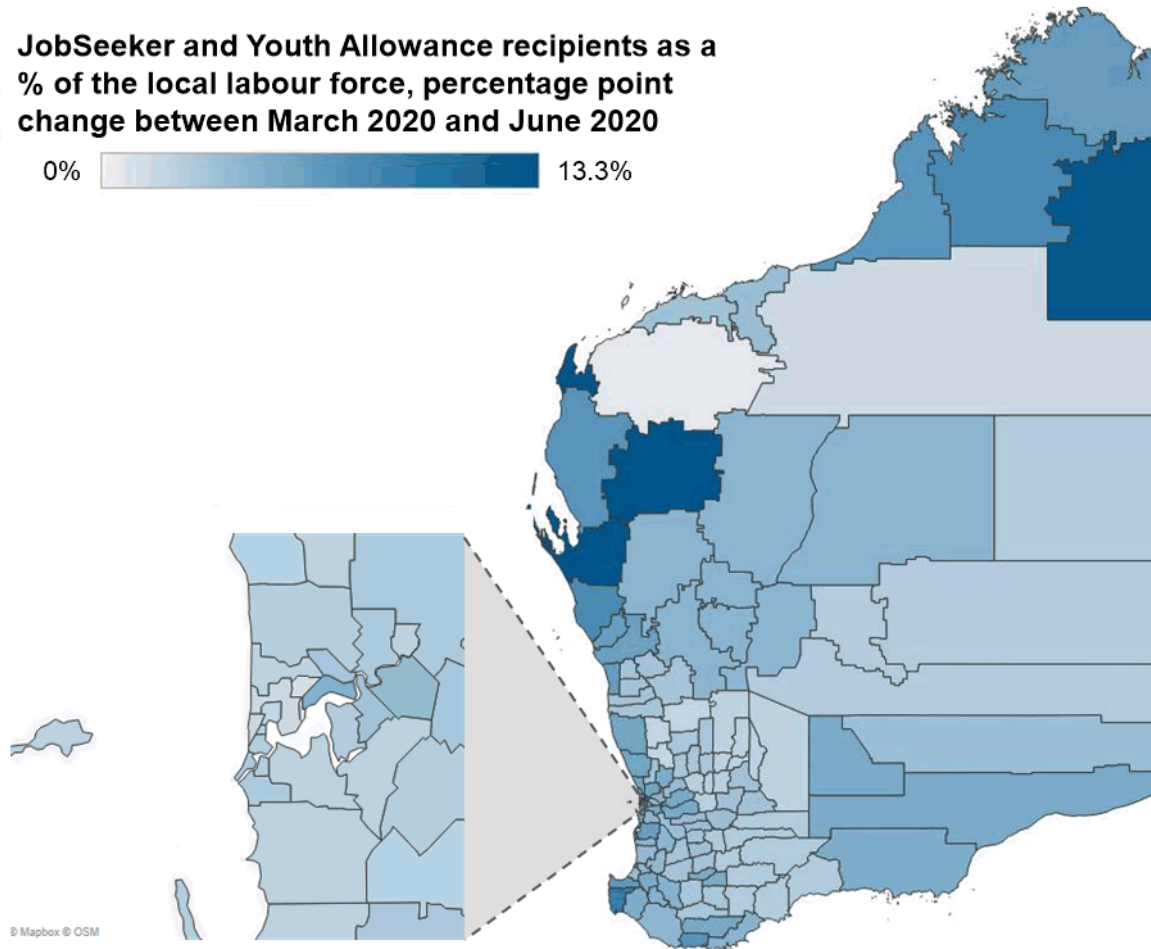 JobSeeker and Youth Allowance recipients as a
% of the local labour force, percentage point
change between March 2020 and June 2020
0% 13.3%
© Mapbox © OSM